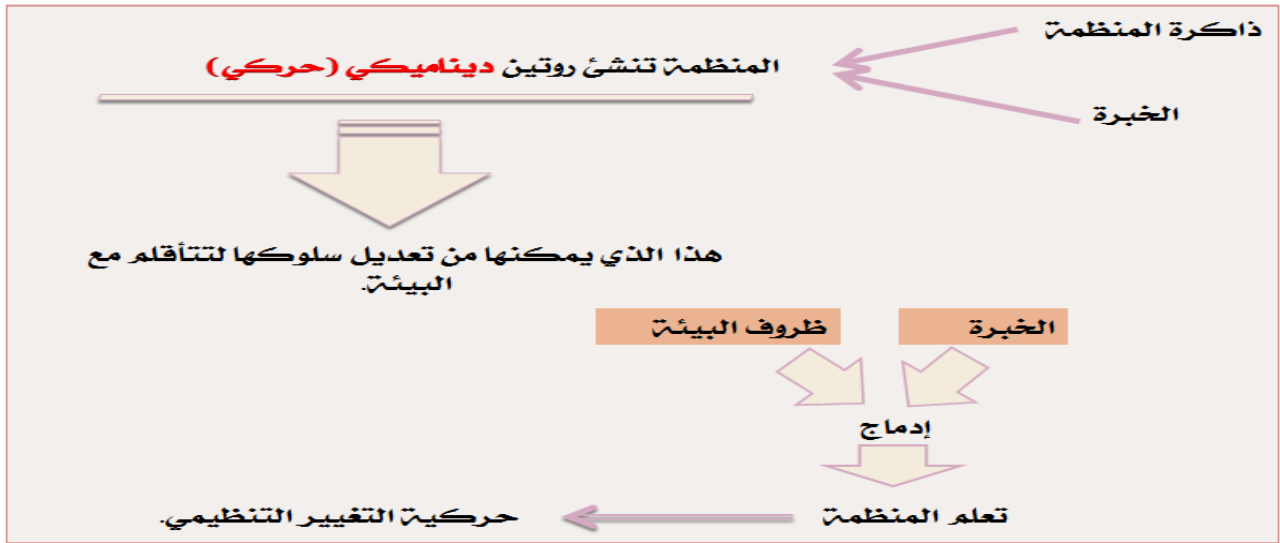 ذاكرة المنظمة
المنظمة تنشئ روتين ديناميكي (حركي)
الخبرة
هذا الذي يمكنها من تعديل سلوكها لتتأقلم مع
البيئة.
الخبرة
ظروف البيئة
إدماج
تعلم المنظمة
حركية التغيير التنظيمي.